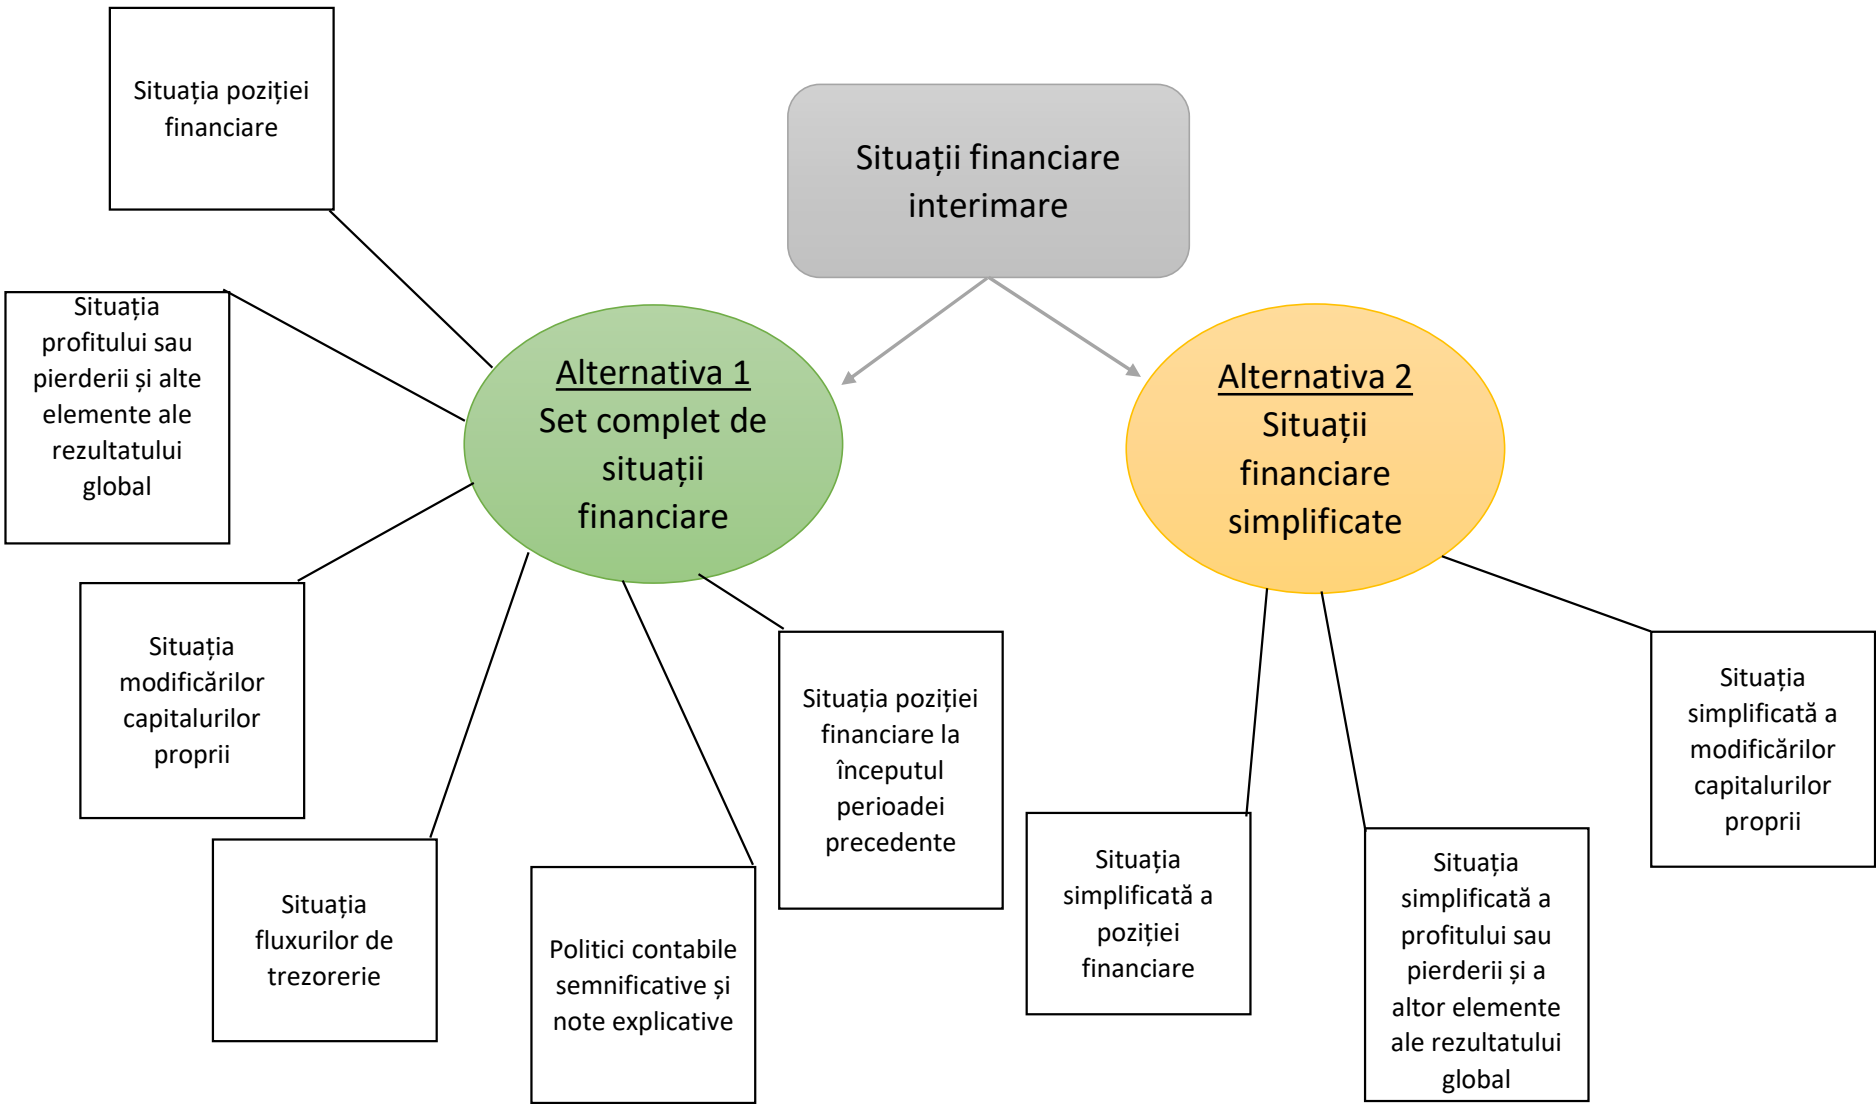 Situația poziției
financiare
Situații financiare
interimare
Situația
profitului sau
pierderii și alte
elemente ale
rezultatului
global
Alternativa 1
Set complet de
situații
financiare
Alternativa 2
Situații
financiare
simplificate
Situația
modificărilor
capitalurilor
proprii
Situația
fluxurilor de
trezorerie
Politici contabile
semnificative și
note explicative
Situația poziției
financiare la
începutul
perioadei
precedente
Situația
simplificată a
poziției
financiare
Situația
simplificată a
profitului sau
pierderii și a
altor elemente
ale rezultatului
global
Situația
simplificată a
modificărilor
capitalurilor
proprii